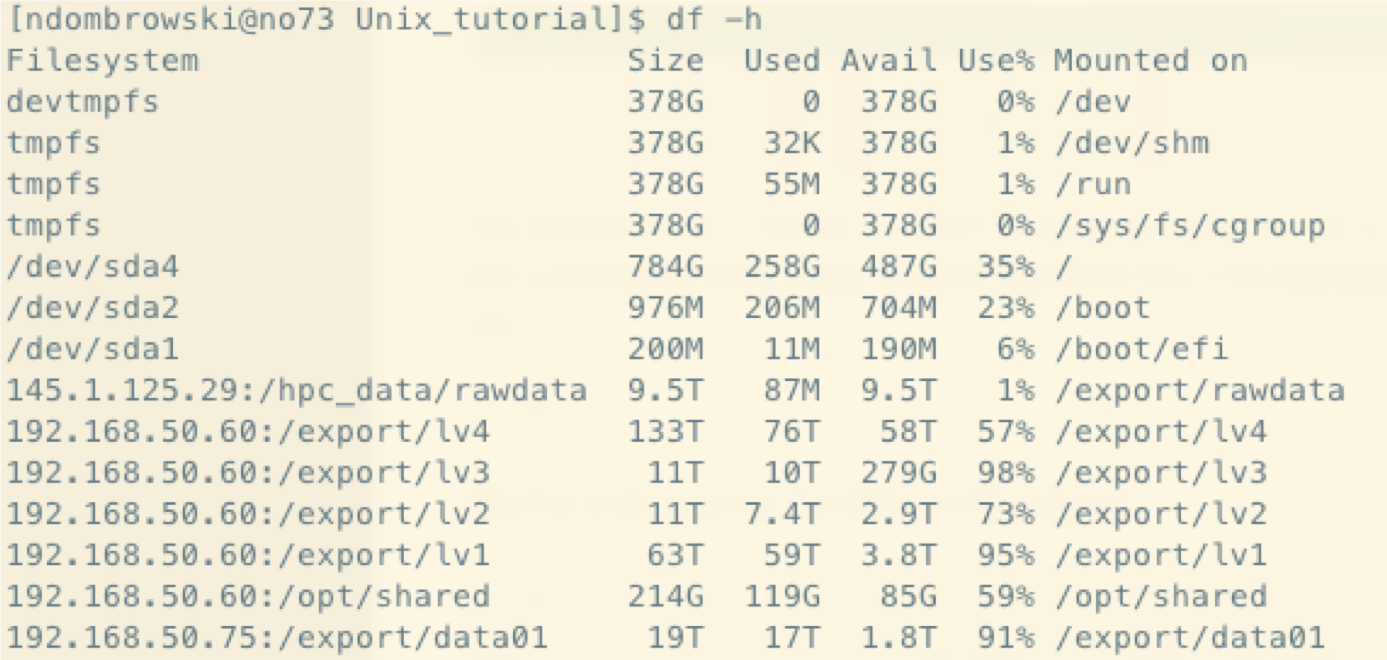 [ndombrowski@no73 Unix_tutorial]$ df -h
Filesystem                      Size  Used Avail Use% Mounted on
devtmpfs                        378G     0  378G   0% /dev
tmpfs                           378G   32K  378G   1% /dev/shm
tmpfs                           378G   55M  378G   1% /run
tmpfs                           378G     0  378G   0% /sys/fs/cgroup
/dev/sda4                       784G  258G  487G  35% /
/dev/sda2                       976M  206M  704M  23% /boot
/dev/sda1                       200M   11M  190M   6% /boot/efi
145.1.125.29:/hpc_data/rawdata  9.5T   87M  9.5T   1% /export/rawdata
192.168.50.60:/export/lv4       133T   76T   58T  57% /export/lv4
192.168.50.60:/export/lv3        11T   10T  279G  98% /export/lv3
192.168.50.60:/export/lv2        11T  7.4T  2.9T  73% /export/lv2
192.168.50.60:/export/lv1        63T   59T  3.8T  95% /export/lv1
192.168.50.60:/opt/shared       214G  119G   85G  59% /opt/shared
192.168.50.75:/export/data01     19T   17T  1.8T  91% /export/data01